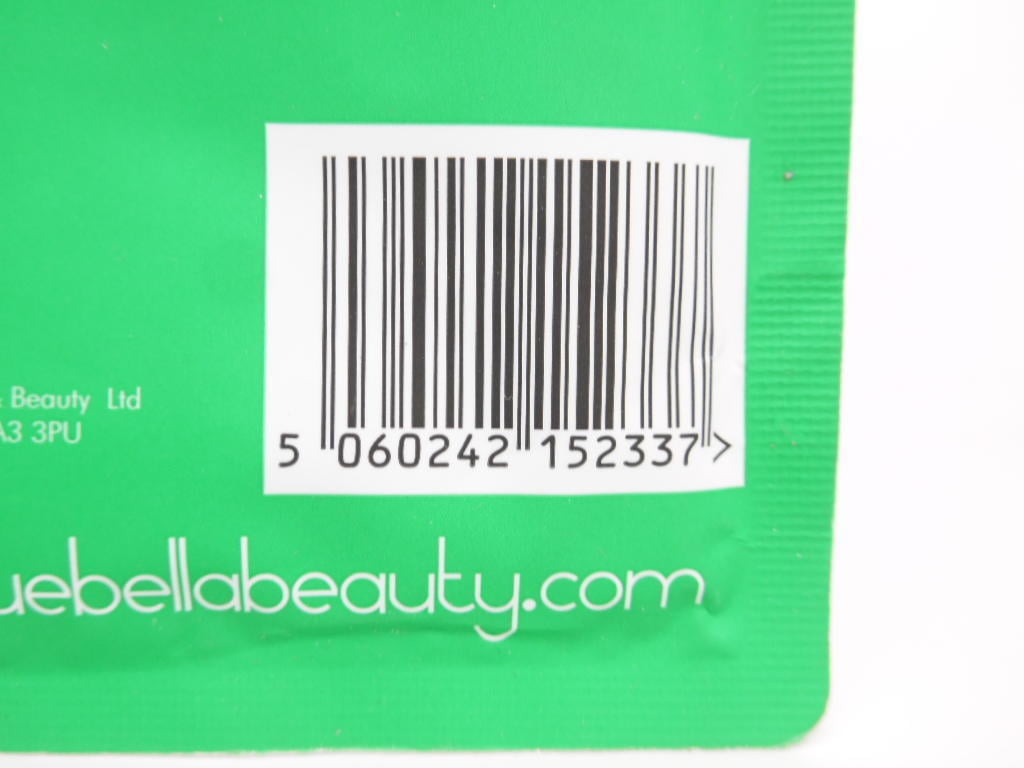 Beauty Ltd
A3 3PU
5 060242 152337 >
uebellabeauty.com